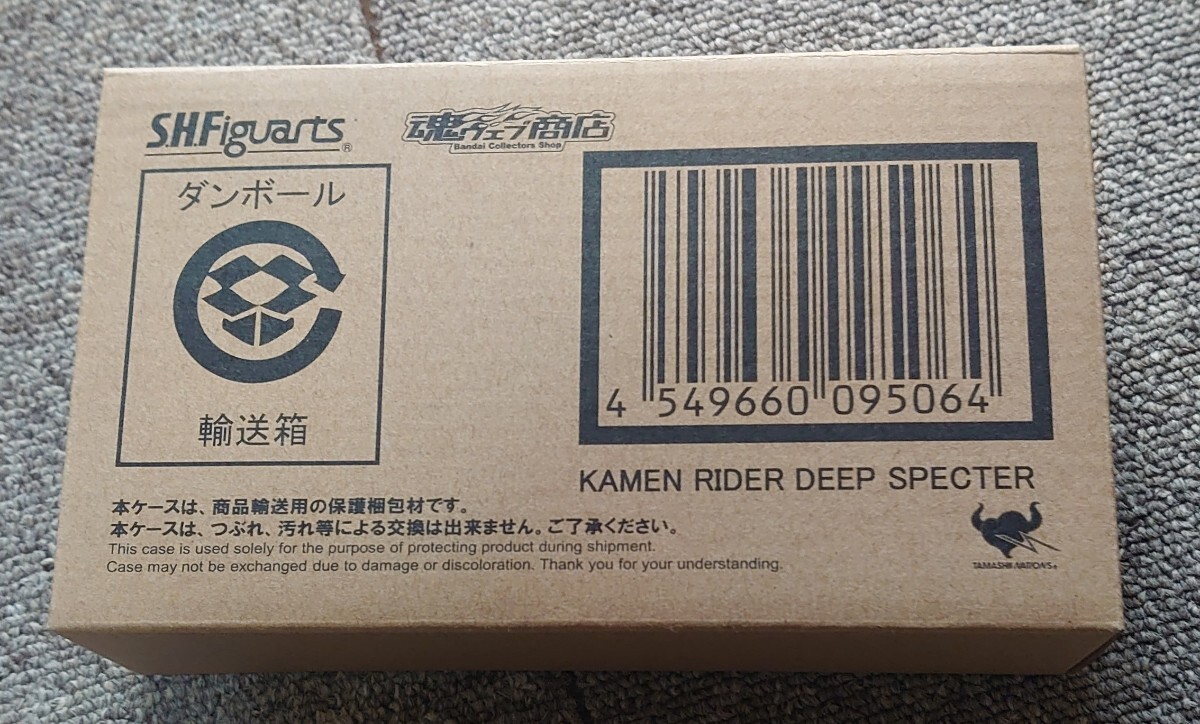 S.H.Figuarts®
魂ウェブ商店
Bandai Collectors Shop
ダンボール
輸送箱
4 549660 095064
KAMEN RIDER DEEP SPECTER
本ケースは、商品輸送用の保護梱包材です。
本ケースは、つぶれ、汚れ等による交換は出来ません。ご了承ください。
This case is used solely for the purpose of protecting product during shipment.
Case may not be exchanged due to damage or discoloration. Thank you for your understanding.
TAMASHII NATIONS